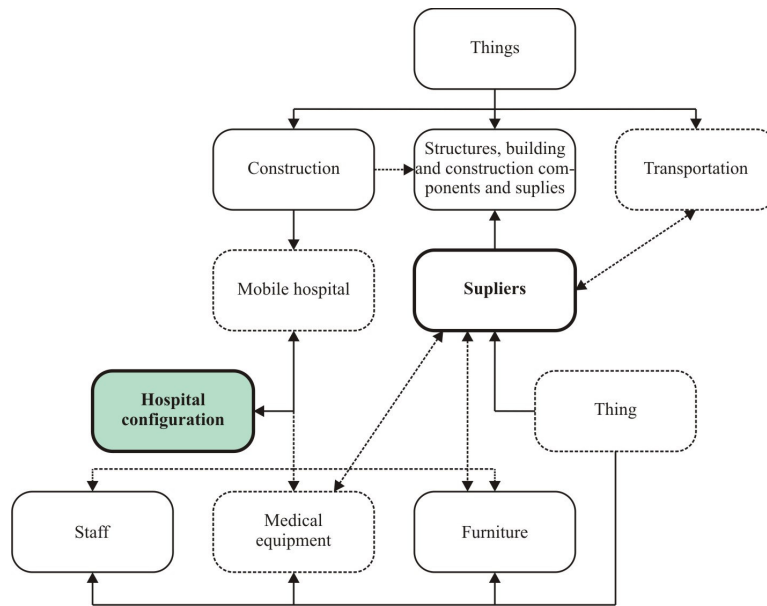 Things
Construction
Structures, building
and construction com-
ponents and suplies
Transportation
Mobile hospital
Supliers
Hospital
configuration
Thing
Staff
Medical
equipment
Furniture